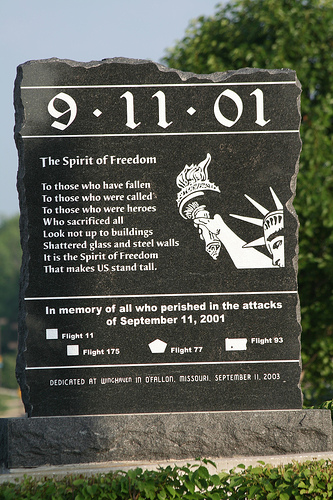 9·11·01
The Spirit of Freedom
To those who have fallen
To those who were called
To those who were heroes
Who sacrificed all
Look not up to buildings
Shattered glass and steel walls
It is the Spirit of Freedom
That makes US stand tall.
In memory of all who perished in the attacks
of September 11, 2001
Flight 11
Flight 175
Flight 77
Flight 93
DEDICATED AT WINGHAVEN IN O'FALLON, MISSOURI, SEPTEMBER 11, 2003